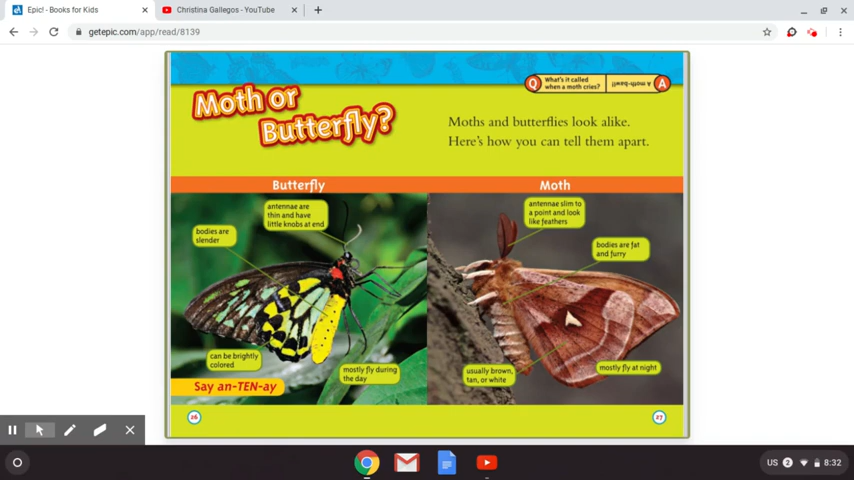 Epic! - Books for Kids
Christina Gallegos - YouTube
getepic.com/app/read/8139
Moth or
Butterfly?
Q
What's it called
when a moth cries?
A moth-bawl!
A
Moths and butterflies look alike.
Here's how you can tell them apart.
Butterfly
antennae are
thin and have
little knobs at end
bodies are
slender
can be brightly
colored
mostly fly during
the day
Say an-TEN-ay
26
Moth
antennae slim to
a point and look
like feathers
bodies are fat
and furry
usually brown,
tan, or white
mostly fly at night
27
US 2 8:32